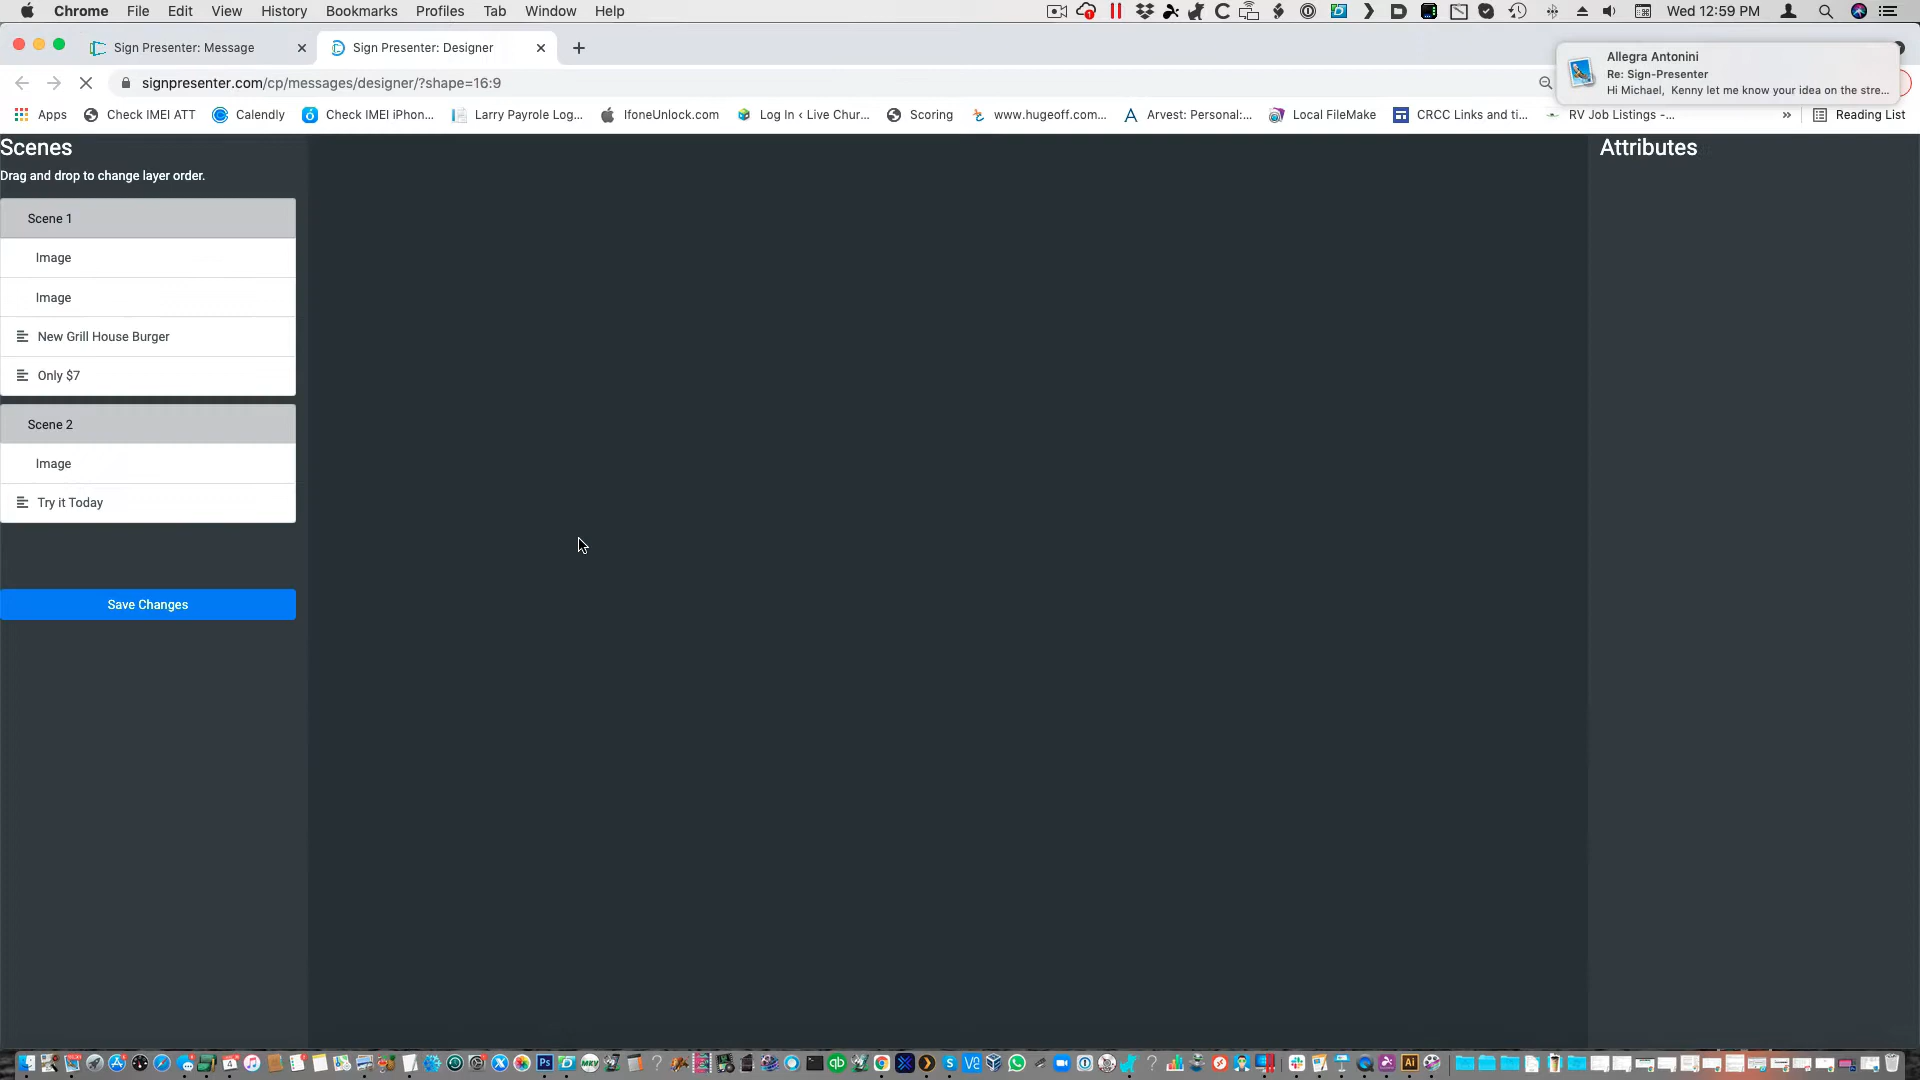 Chrome File Edit View History Bookmarks Profiles Tab Window Help Wed 12:59 PM
Sign Presenter: Message Sign Presenter: Designer
Allegra Antonini
Re: Sign-Presenter
Hi Michael, Kenny let me know your idea on the stre...
signpresenter.com/cp/messages/designer/?shape=16:9
Apps Check IMEI ATT Calendly Check IMEI iPhon... Larry Payrole Log... IfoneUnlock.com Log In ‹ Live Chur... Scoring www.hugeoff.com... Arvest: Personal:... Local FileMake CRCC Links and ti... RV Job Listings -... » Reading List
Scenes
Attributes
Drag and drop to change layer order.
Scene 1
Image
Image
New Grill House Burger
Only $7
Scene 2
Image
Try it Today
Save Changes